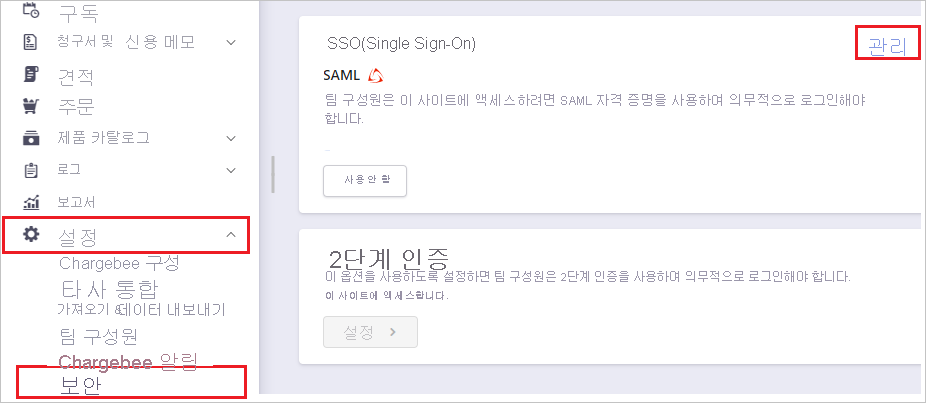 구독
청구서 및 신용 메모
견적
주문
제품 카탈로그
로그
보고서
설정
Chargebee 구성
타사 통합
가져오기 &데이터 내보내기
팀 구성원
Chargebee 알림
보안
SSO(Single Sign-On)
관리
SAML
팀 구성원은 이 사이트에 액세스하려면 SAML 자격 증명을 사용하여 의무적으로 로그인해야
합니다.
사용 안 함
2단계 인증
이 옵션을 사용하도록 설정하면 팀 구성원은 2단계 인증을 사용하여 의무적으로 로그인해야 합니다.
이 사이트에 액세스합니다.
설정